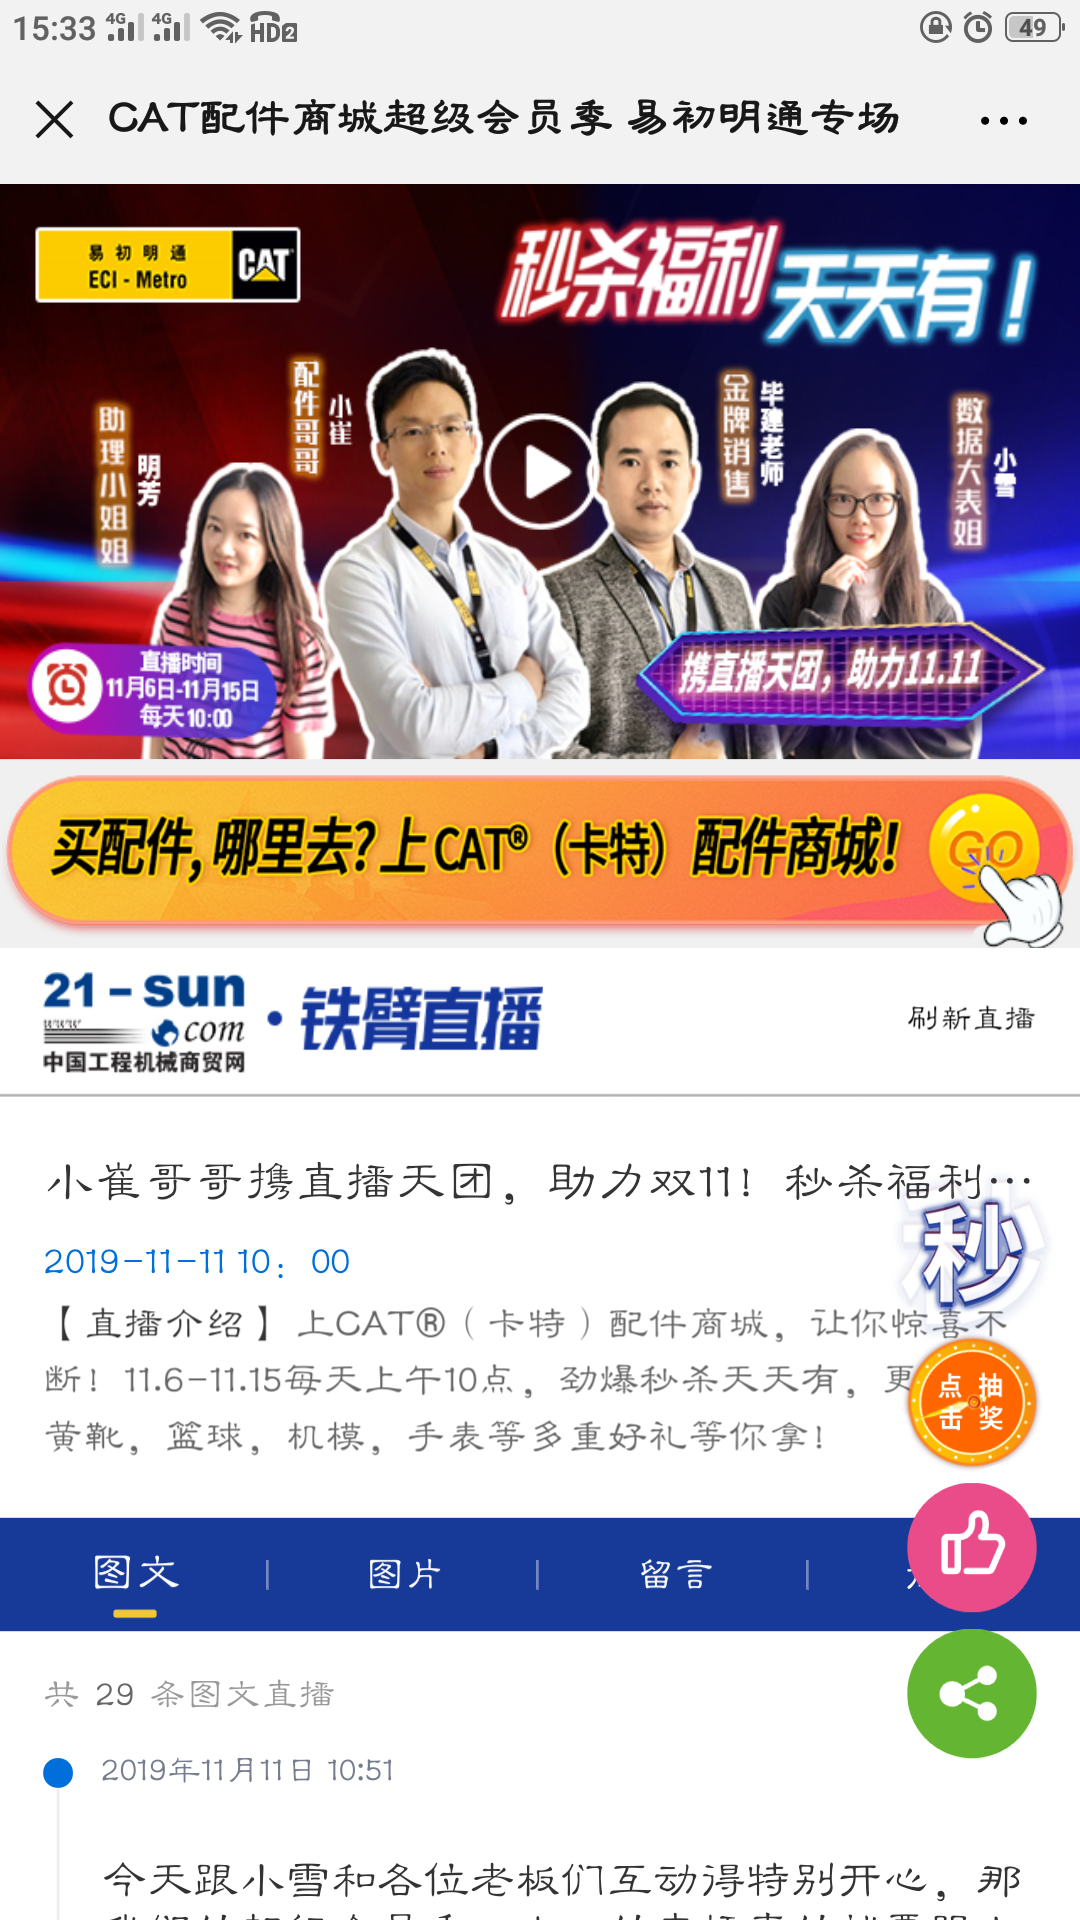 15:33 4G 4G HD2 49
CAT配件商城超级会员季 易初明通专场
易初明通
ECI - Metro
CAT
秒杀福利
天天有！
助理小姐姐
明芳
配件哥哥
小崔
金牌销售
毕建老师
数据大表姐
小雪
直播时间
11月6日-11月15日
每天10:00
携直播天团，助力11.11
买配件,哪里去?上CAT®（卡特）配件商城!
GO
21-sun
.com
中国工程机械商贸网
·铁臂直播
刷新直播
小崔哥哥携直播天团，助力双11！秒杀福利…
秒
2019-11-11 10：00
【直播介绍】上CAT®（卡特）配件商城，让你惊喜不
断！11.6-11.15每天上午10点，劲爆秒杀天天有，更
黄靴，篮球，机模，手表等多重好礼等你拿！
点击
抽奖
图文
图片
留言
共 29 条图文直播
2019年11月11日 10:51
今天跟小雪和各位老板们互动得特别开心，那